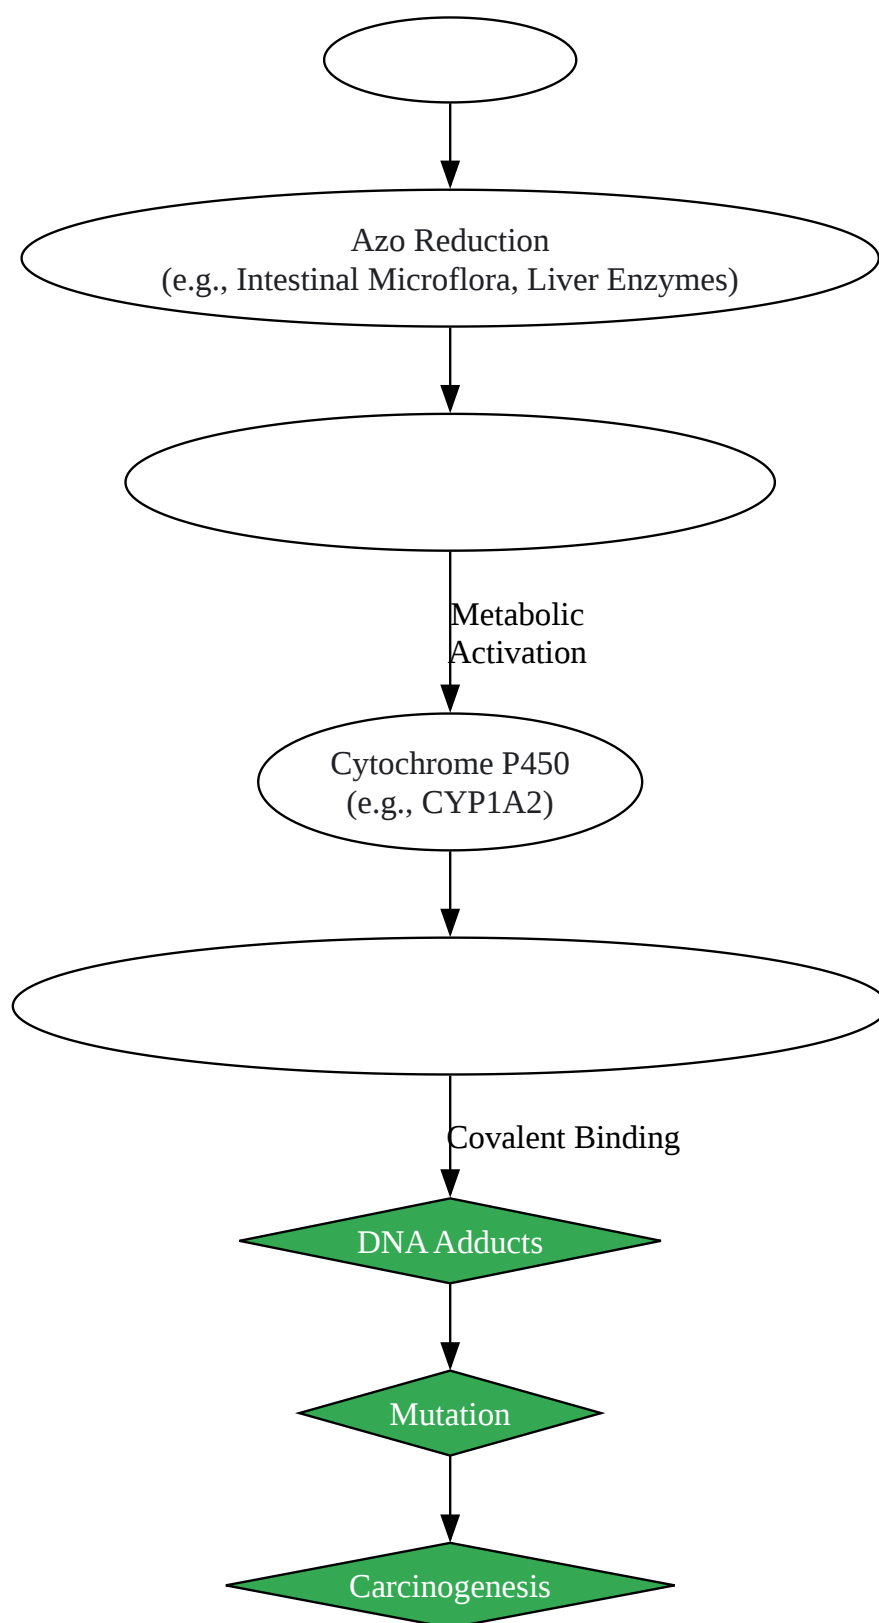 Azo Reduction
(e.g., Intestinal Microflora, Liver Enzymes)
Metabolic
Activation
Cytochrome P450
(e.g., CYP1A2)
Covalent Binding
DNA Adducts
Mutation
Carcinogenesis